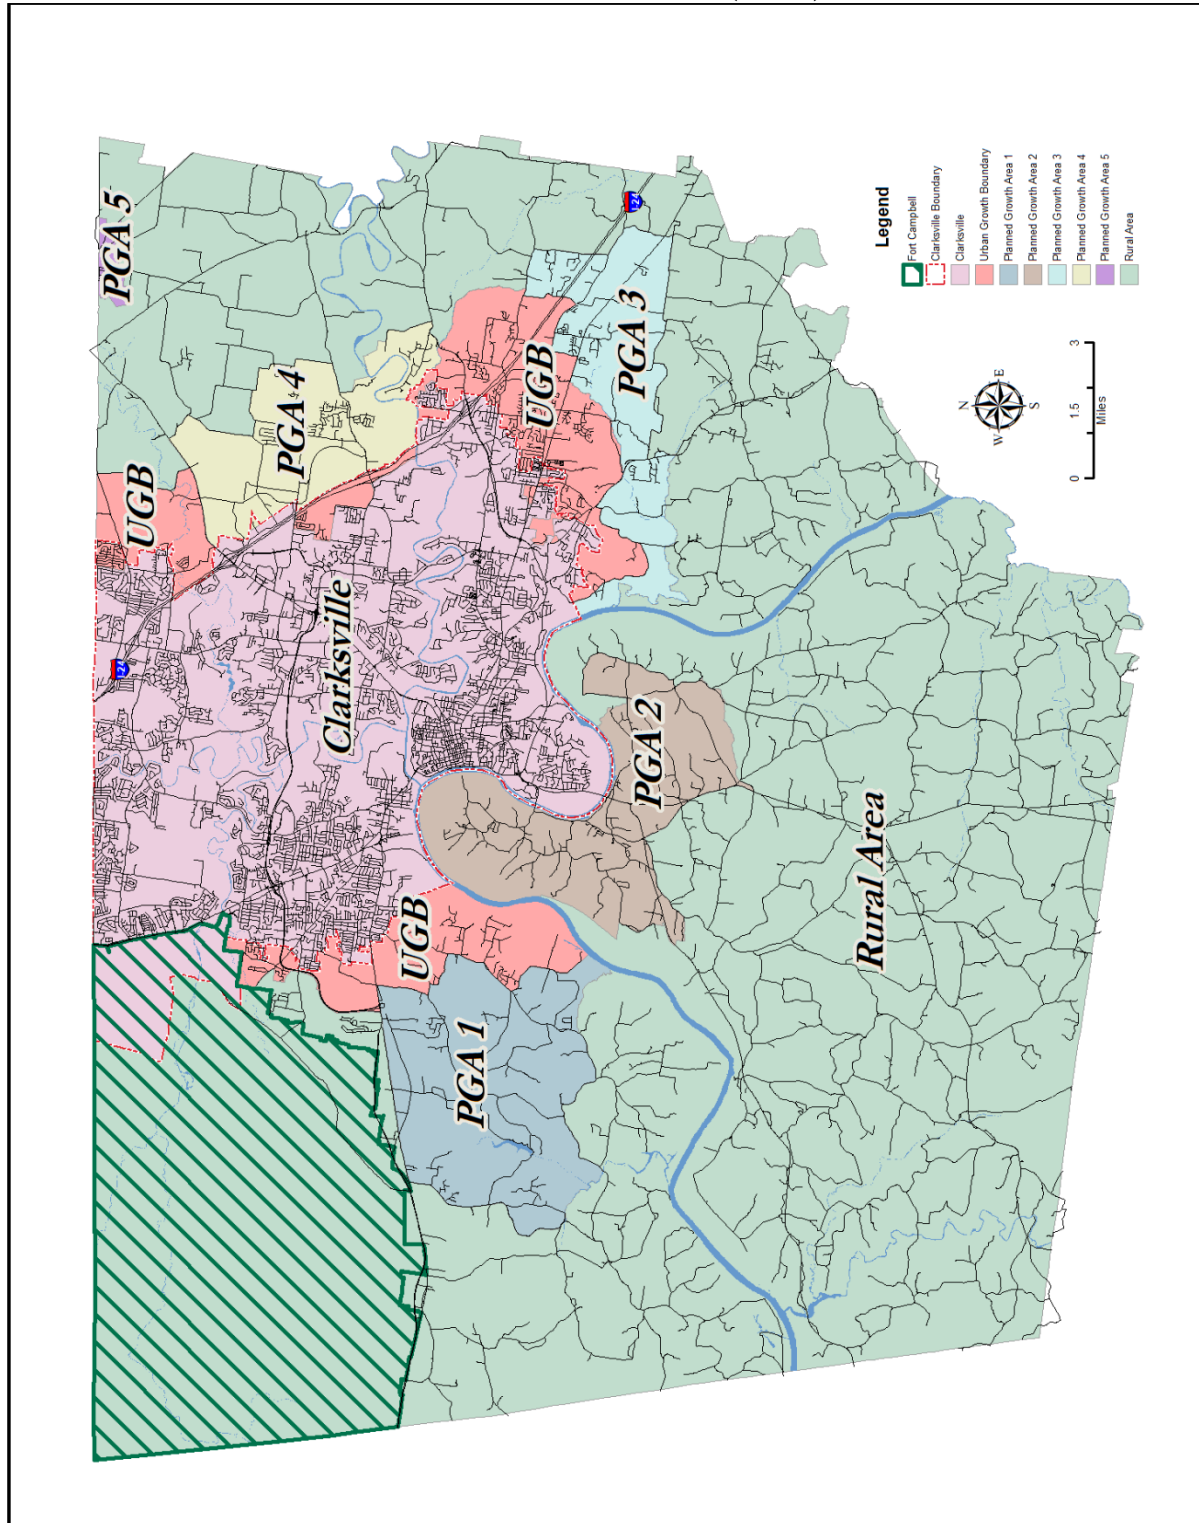 PGA 5
UGB
PGA 4
I-24
I-24
Clarksville
UGB
PGA 3
UGB
PGA 2
PGA 1
Rural Area
Legend
Fort Campbell
Clarksville Boundary
Clarksville
Urban Growth Boundary
Planned Growth Area 1
Planned Growth Area 2
Planned Growth Area 3
Planned Growth Area 4
Planned Growth Area 5
Rural Area
N
W E
S
0 1.5 3
Miles